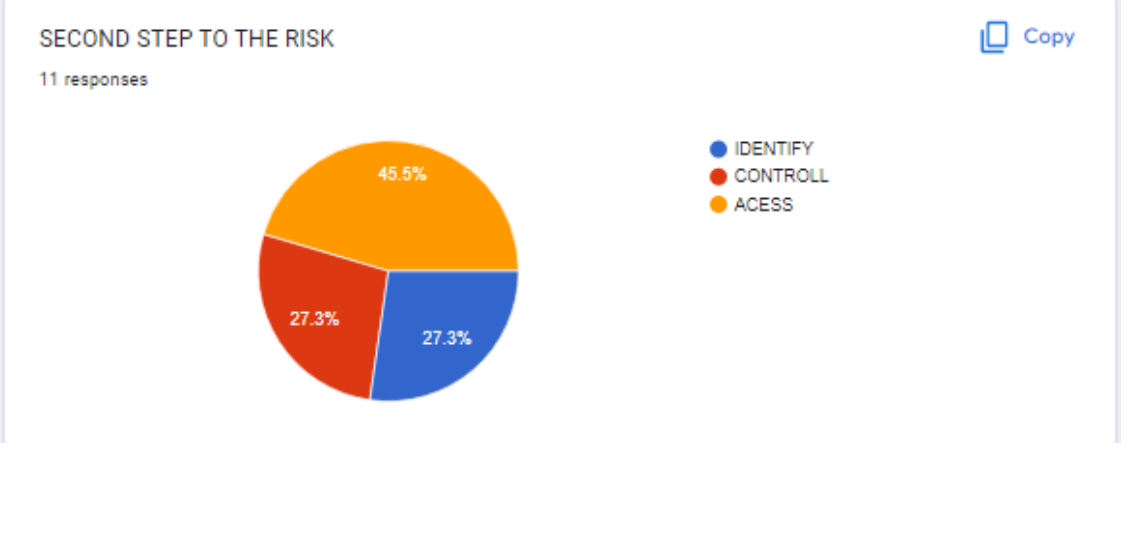 SECOND STEP TO THE RISK
Copy
11 responses
45.5%
27.3%
27.3%
IDENTIFY
CONTROLL
ACESS